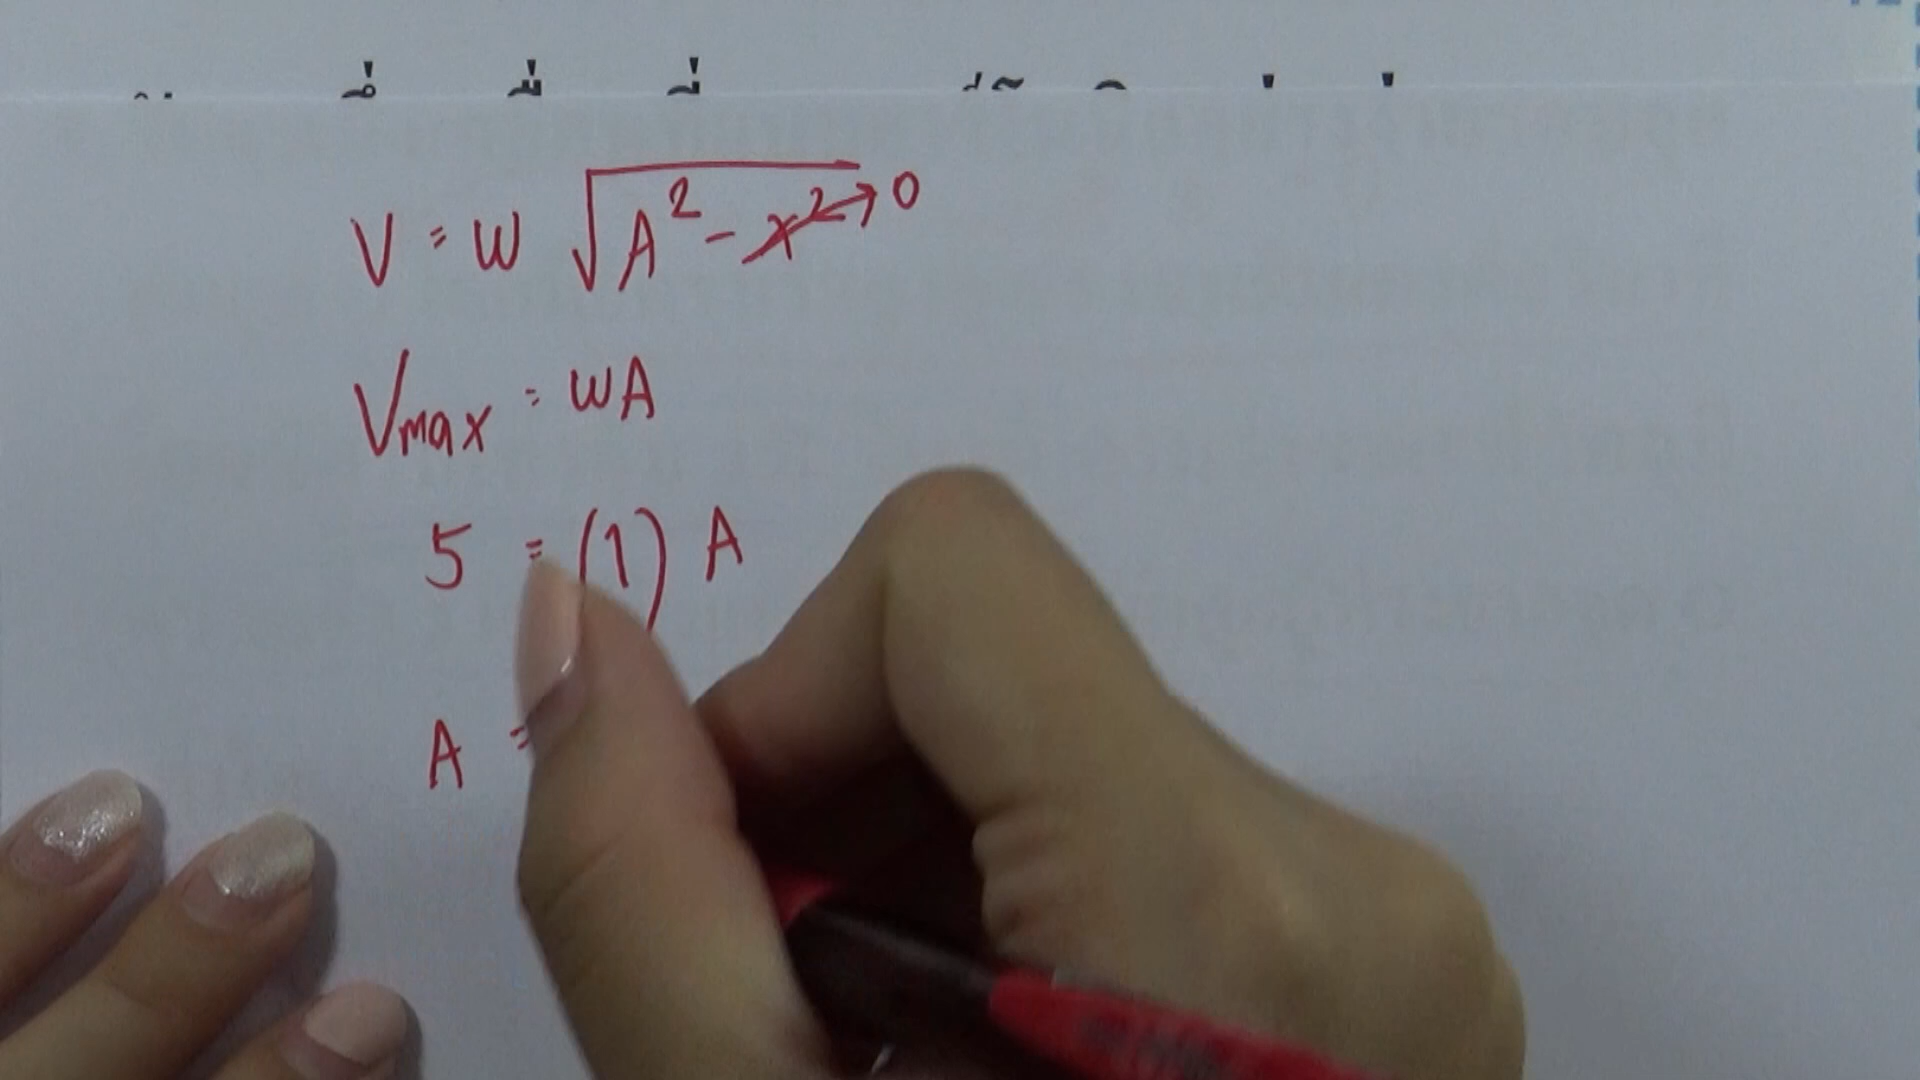 V = W √A² - x² → 0
Vmax = WA
5 = (1) A
A =